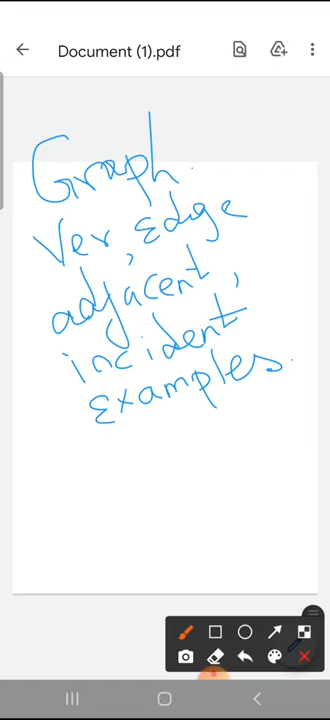 Document (1).pdf
Graph.
Ver, Edge
adjacent,
incident
Examples.